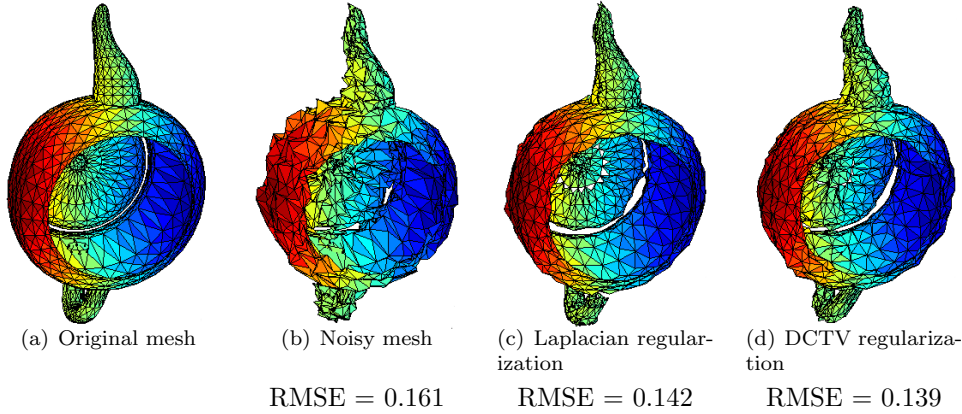 (a) Original mesh
(b) Noisy mesh
(c) Laplacian regular-
ization
(d) DCTV regulariza-
tion
RMSE = 0.161
RMSE = 0.142
RMSE = 0.139